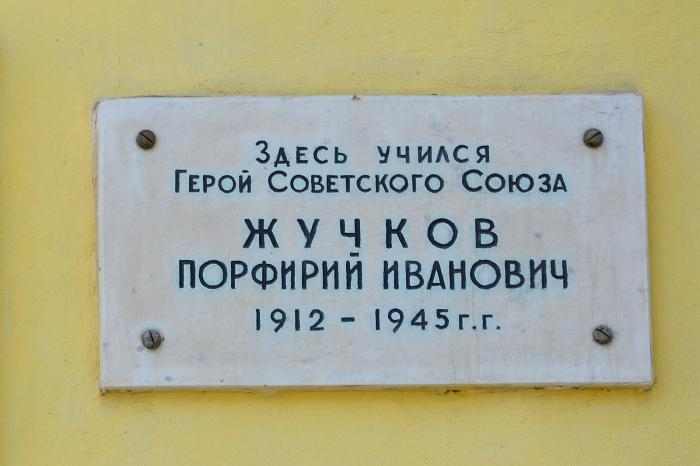 Здесь учился
Герой Советского Союза
ЖУЧКОВ
ПОРФИРИЙ ИВАНОВИЧ
1912 - 1945 г.г.